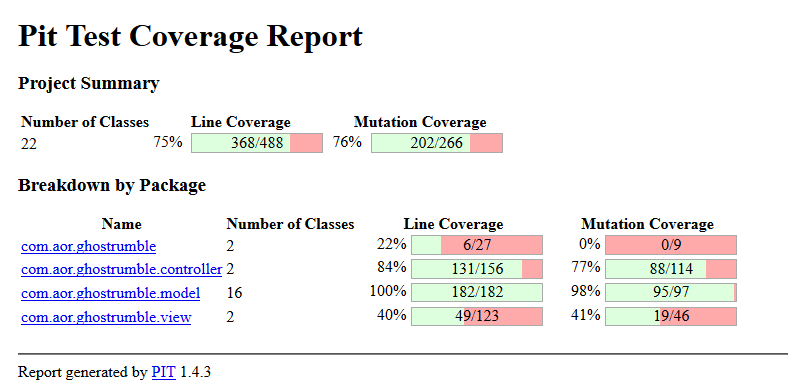 Pit Test Coverage Report
Project Summary
Number of Classes Line Coverage Mutation Coverage
22 75% 368/488 76% 202/266
Breakdown by Package
Name Number of Classes Line Coverage Mutation Coverage
com.aor.ghostrumble 2 22% 6/27 0% 0/9
com.aor.ghostrumble.controller 2 84% 131/156 77% 88/114
com.aor.ghostrumble.model 16 100% 182/182 98% 95/97
com.aor.ghostrumble.view 2 40% 49/123 41% 19/46
Report generated by PIT 1.4.3